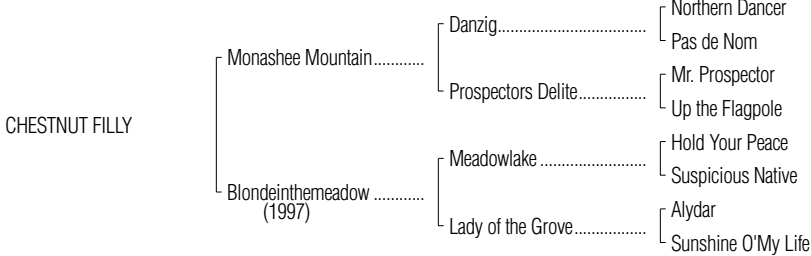 Northern Dancer
Danzig....................................
Pas de Nom
Monashee Mountain............
Mr. Prospector
Prospectors Delite................
Up the Flagpole
CHESTNUT FILLY
Hold Your Peace
Meadowlake .........................
Suspicious Native
Blondeinthemeadow ............
(1997)
Alydar
Lady of the Grove.................
Sunshine O'My Life